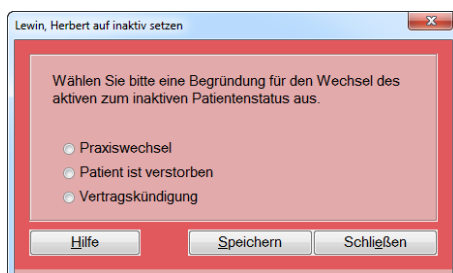 Lewin, Herbert auf inaktiv setzen
Wählen Sie bitte eine Begründung für den Wechsel des
aktiven zum inaktiven Patientenstatus aus.
Praxiswechsel
Patient ist verstorben
Vertragskündigung
Hilfe Speichern Schließen